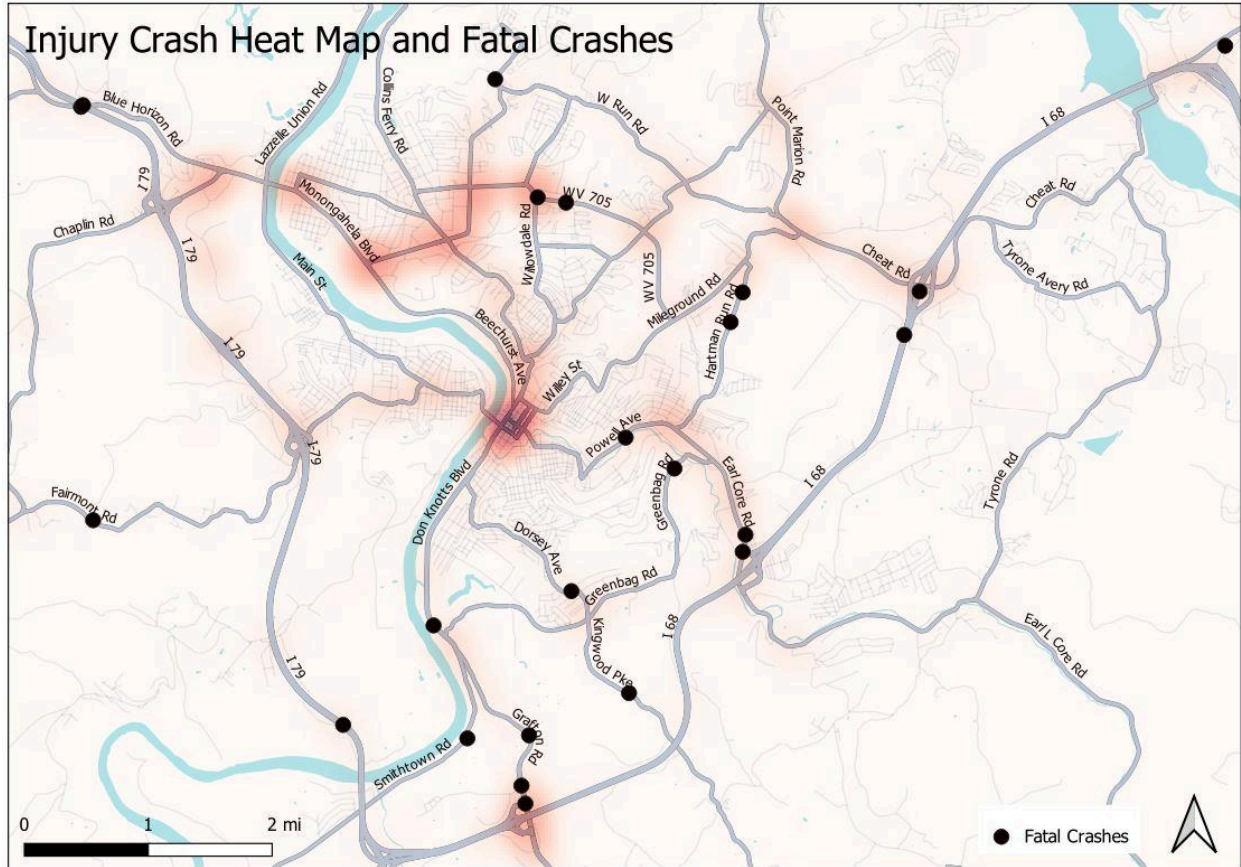 Injury Crash Heat Map and Fatal Crashes
Blue Horizon Rd
Lazzelle Union Rd
Collins Ferry Rd
W Run Rd
Point Marion Rd
I 68
I 79
Chaplin Rd
Monongahela Blvd
WV 705
Willowdale Rd
Cheat Rd
Cheat Rd
Tyrone Avery Rd
I 79
Main St
WV 705
Mileground Rd
Hartman Run Rd
Beechurst Ave
I 79
Willey St
Powell Ave
I-79
Greenbag Rd
Earl Core Rd
I 68
Tyrone Rd
Fairmont Rd
Don Knotts Blvd
Dorsey Ave
Greenbag Rd
Kingwood Pke
I 68
Earl L Core Rd
I 79
Grafton Rd
Smithtown Rd
0 1 2 mi
Fatal Crashes